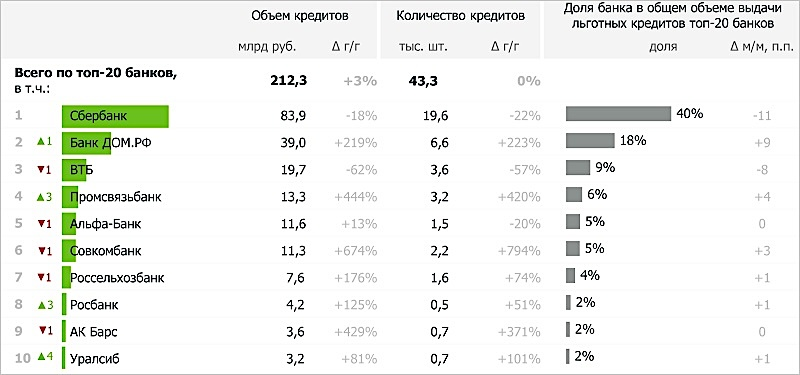 Объем кредитов Количество кредитов Доля банка в общем объеме выдачи
льготных кредитов топ-20 банков
млрд руб. Δ г/г тыс. шт. Δ г/г доля Δ м/м, п.п.
Всего по топ-20 банков, 212,3 +3% 43,3 0%
в т.ч.:
1 Сбербанк 83,9 -18% 19,6 -22% 40% -11
2 ▲1 Банк ДОМ.РФ 39,0 +219% 6,6 +223% 18% +9
3 ▼1 ВТБ 19,7 -62% 3,6 -57% 9% -8
4 ▲3 Промсвязьбанк 13,3 +444% 3,2 +420% 6% +4
5 ▼1 Альфа-Банк 11,6 +13% 1,5 -20% 5% 0
6 ▼1 Совкомбанк 11,3 +674% 2,2 +794% 5% +3
7 ▼1 Россельхозбанк 7,6 +176% 1,6 +74% 4% +1
8 ▲3 Росбанк 4,2 +125% 0,5 +51% 2% +1
9 ▼1 АК Барс 3,6 +429% 0,7 +371% 2% 0
10 ▲4 Уралсиб 3,2 +81% 0,7 +101% 2% +1